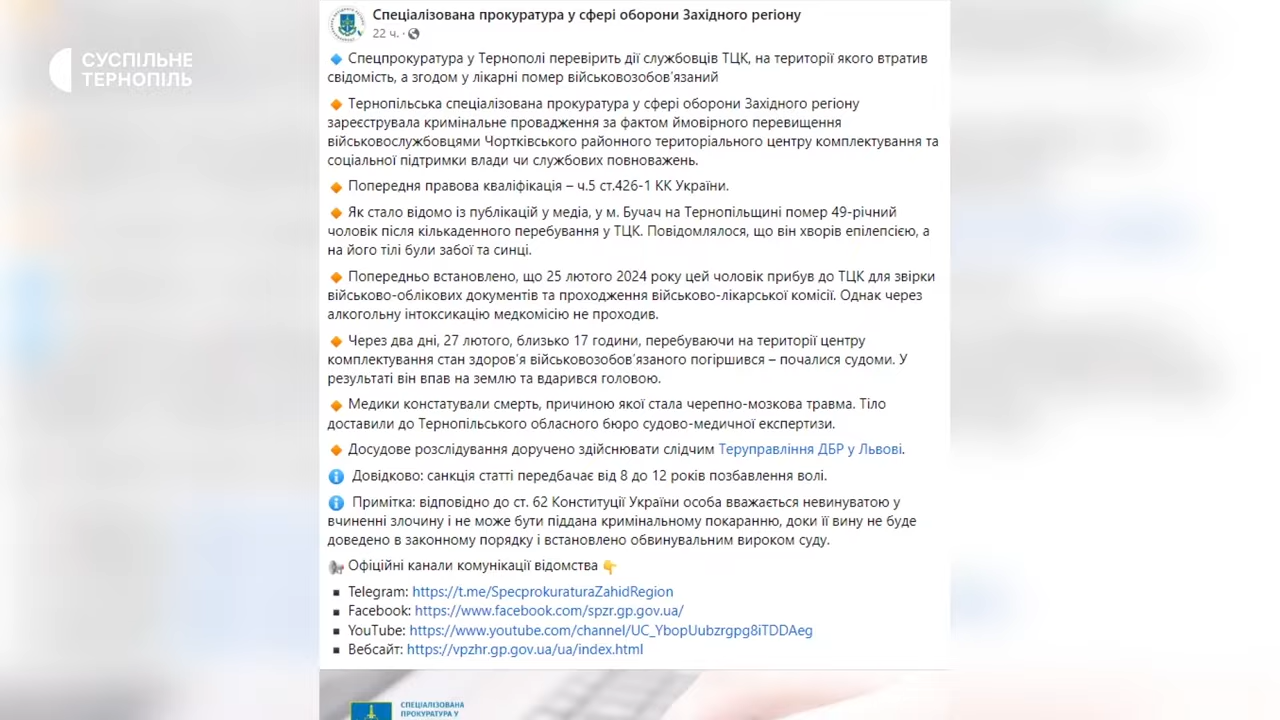 СУСПІЛЬНЕ
ТЕРНОПІЛЬ
Спеціалізована прокуратура у сфері оборони Західного регіону
22 ч. ·
Спецпрокуратура у Тернополі перевірить дії службовців ТЦК, на території якого втратив
свідомість, а згодом у лікарні помер військовозобов’язаний
Тернопільська спеціалізована прокуратура у сфері оборони Західного регіону
зареєструвала кримінальне провадження за фактом ймовірного перевищення
військовослужбовцями Чортківського районного територіального центру комплектування та
соціальної підтримки влади чи службових повноважень.
Попередня правова кваліфікація – ч.5 ст.426-1 КК України.
Як стало відомо із публікацій у медіа, у м. Бучач на Тернопільщині помер 49-річний
чоловік після кількаденного перебування у ТЦК. Повідомлялося, що він хворів епілепсією, а
на його тілі були забої та синці.
Попередньо встановлено, що 25 лютого 2024 року цей чоловік прибув до ТЦК для звірки
військово-облікових документів та проходження військово-лікарської комісії. Однак через
алкогольну інтоксикацію медкомісію не проходив.
Через два дні, 27 лютого, близько 17 години, перебуваючи на території центру
комплектування стан здоров’я військовозобов’язаного погіршився – почалися судоми. У
результаті він впав на землю та вдарився головою.
Медики констатували смерть, причиною якої стала черепно-мозкова травма. Тіло
доставили до Тернопільського обласного бюро судово-медичної експертизи.
Досудове розслідування доручено здійснювати слідчим Теруправління ДБР у Львові.
Довідково: санкція статті передбачає від 8 до 12 років позбавлення волі.
Примітка: відповідно до ст. 62 Конституції України особа вважається невинуватою у
вчиненні злочину і не може бути піддана кримінальному покаранню, доки її вину не буде
доведено в законному порядку і встановлено обвинувальним вироком суду.
Офіційні канали комунікації відомства
Telegram: https://t.me/SpecprokuraturaZahidRegion
Facebook: https://www.facebook.com/spzr.gp.gov.ua/
YouTube: https://www.youtube.com/channel/UC_YbopUubzrgpg8iTDDAeg
Вебсайт: https://vpzhr.gp.gov.ua/ua/index.html
СПЕЦІАЛІЗОВАНА
ПРОКУРАТУРА У